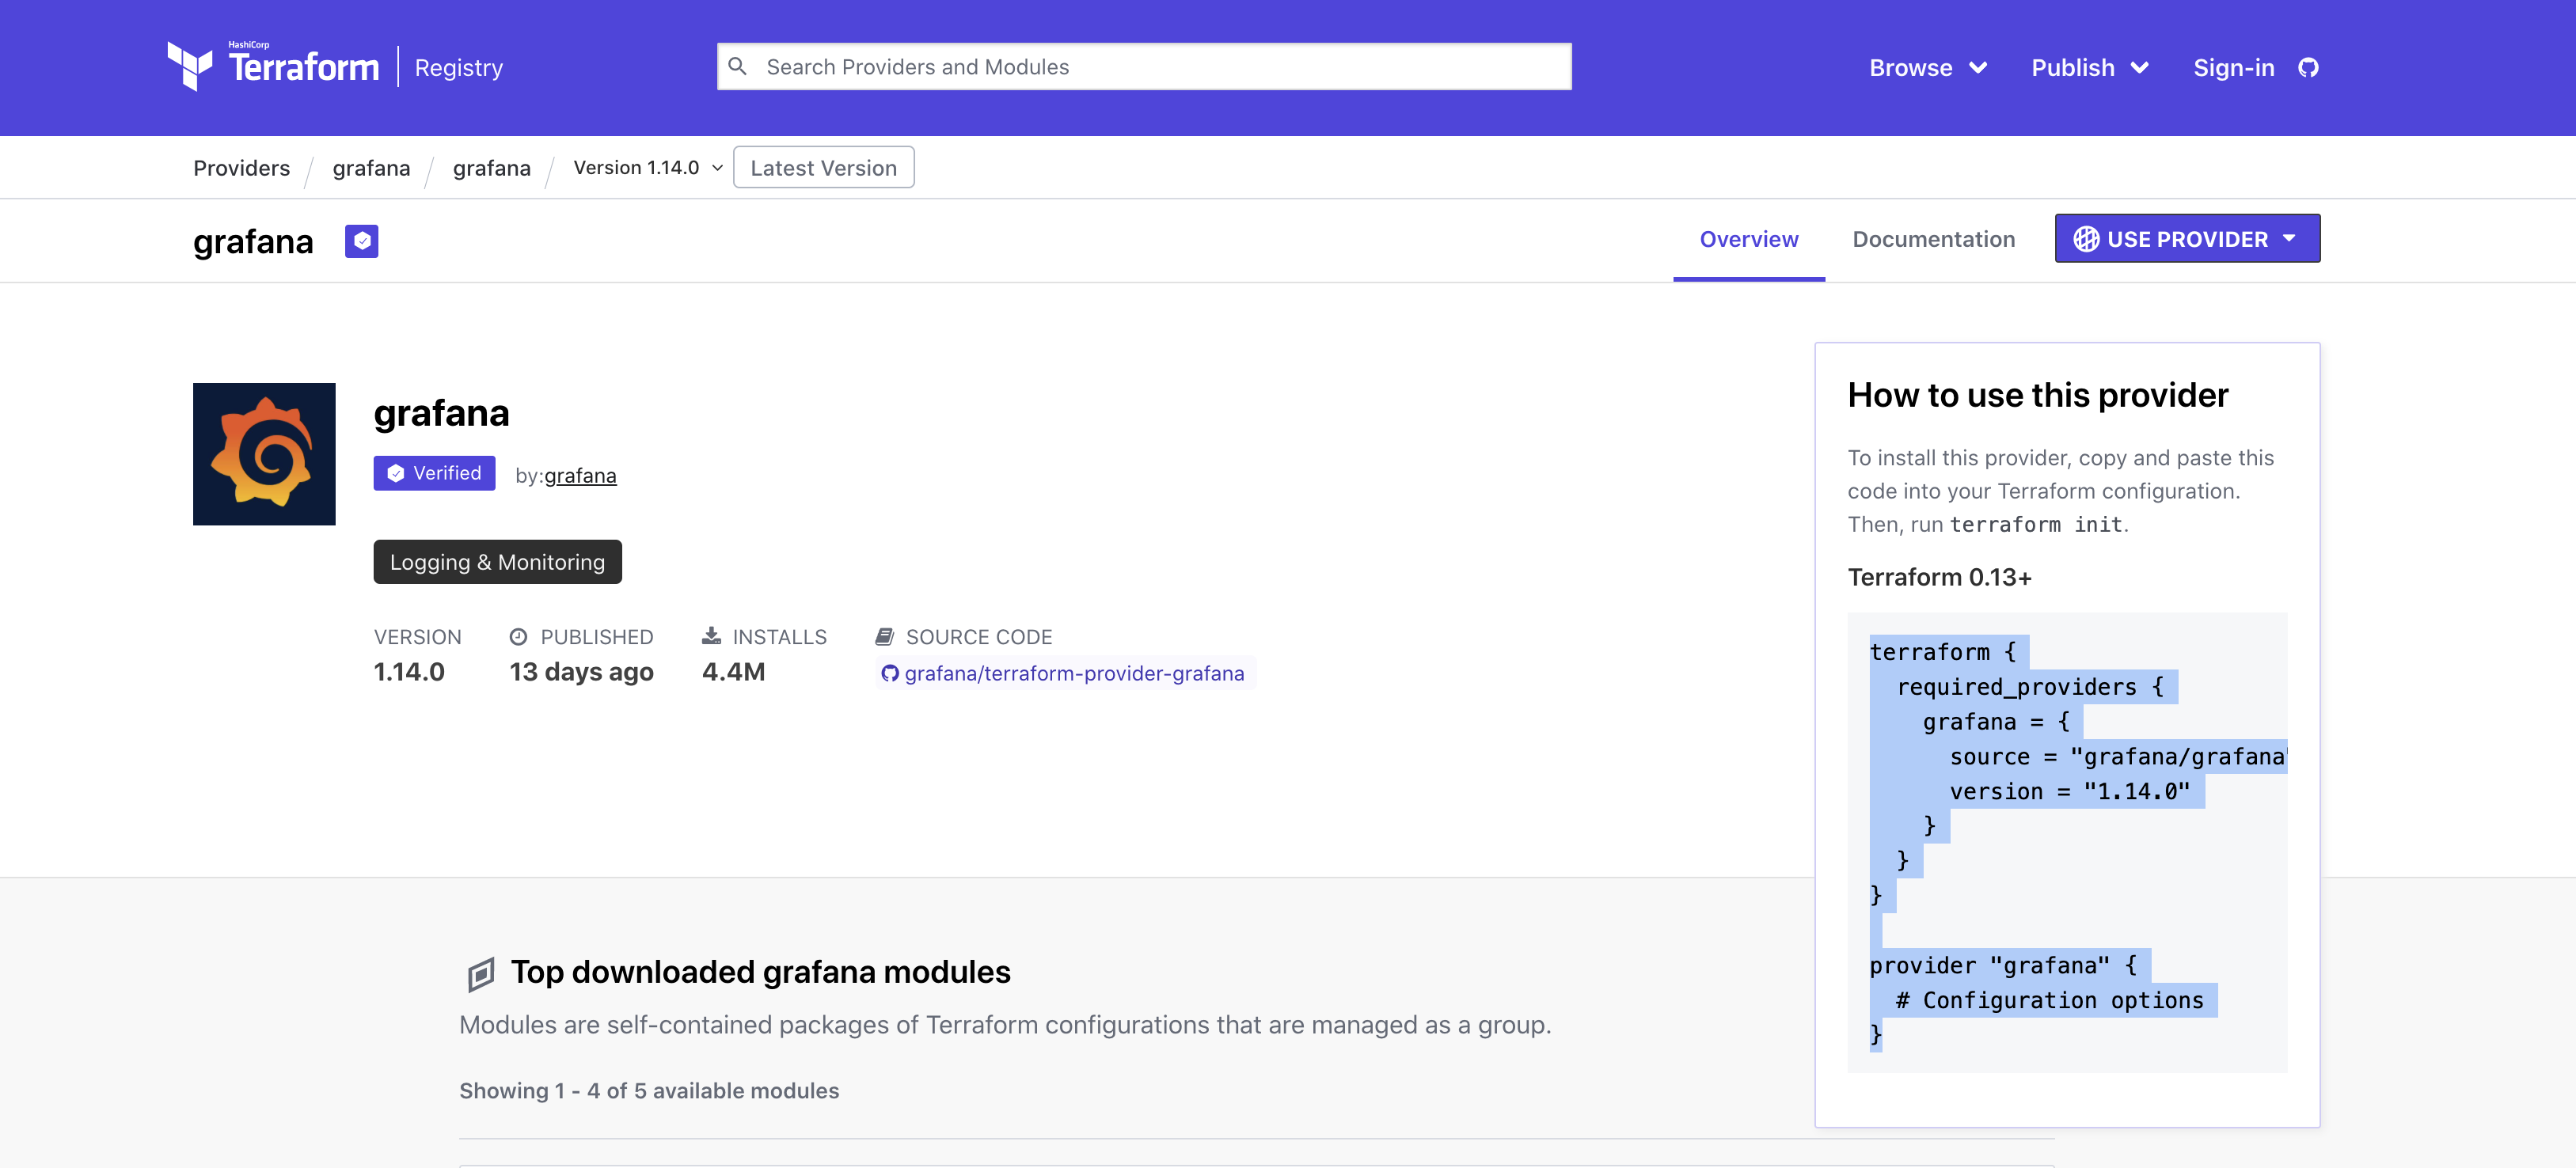 HashiCorp
Terraform
Registry
Search Providers and Modules
Browse
Publish
Sign-in
Providers / grafana / grafana / Version 1.14.0
Latest Version
grafana
Overview
Documentation
USE PROVIDER
grafana
Verified
by:grafana
Logging & Monitoring
VERSION
1.14.0
PUBLISHED
13 days ago
INSTALLS
4.4M
SOURCE CODE
grafana/terraform-provider-grafana
How to use this provider
To install this provider, copy and paste this
code into your Terraform configuration.
Then, run terraform init.
Terraform 0.13+
terraform {
  required_providers {
    grafana = {
      source = "grafana/grafana"
      version = "1.14.0"
    }
  }
}
provider "grafana" {
  # Configuration options
}
Top downloaded grafana modules
Modules are self-contained packages of Terraform configurations that are managed as a group.
Showing 1 - 4 of 5 available modules